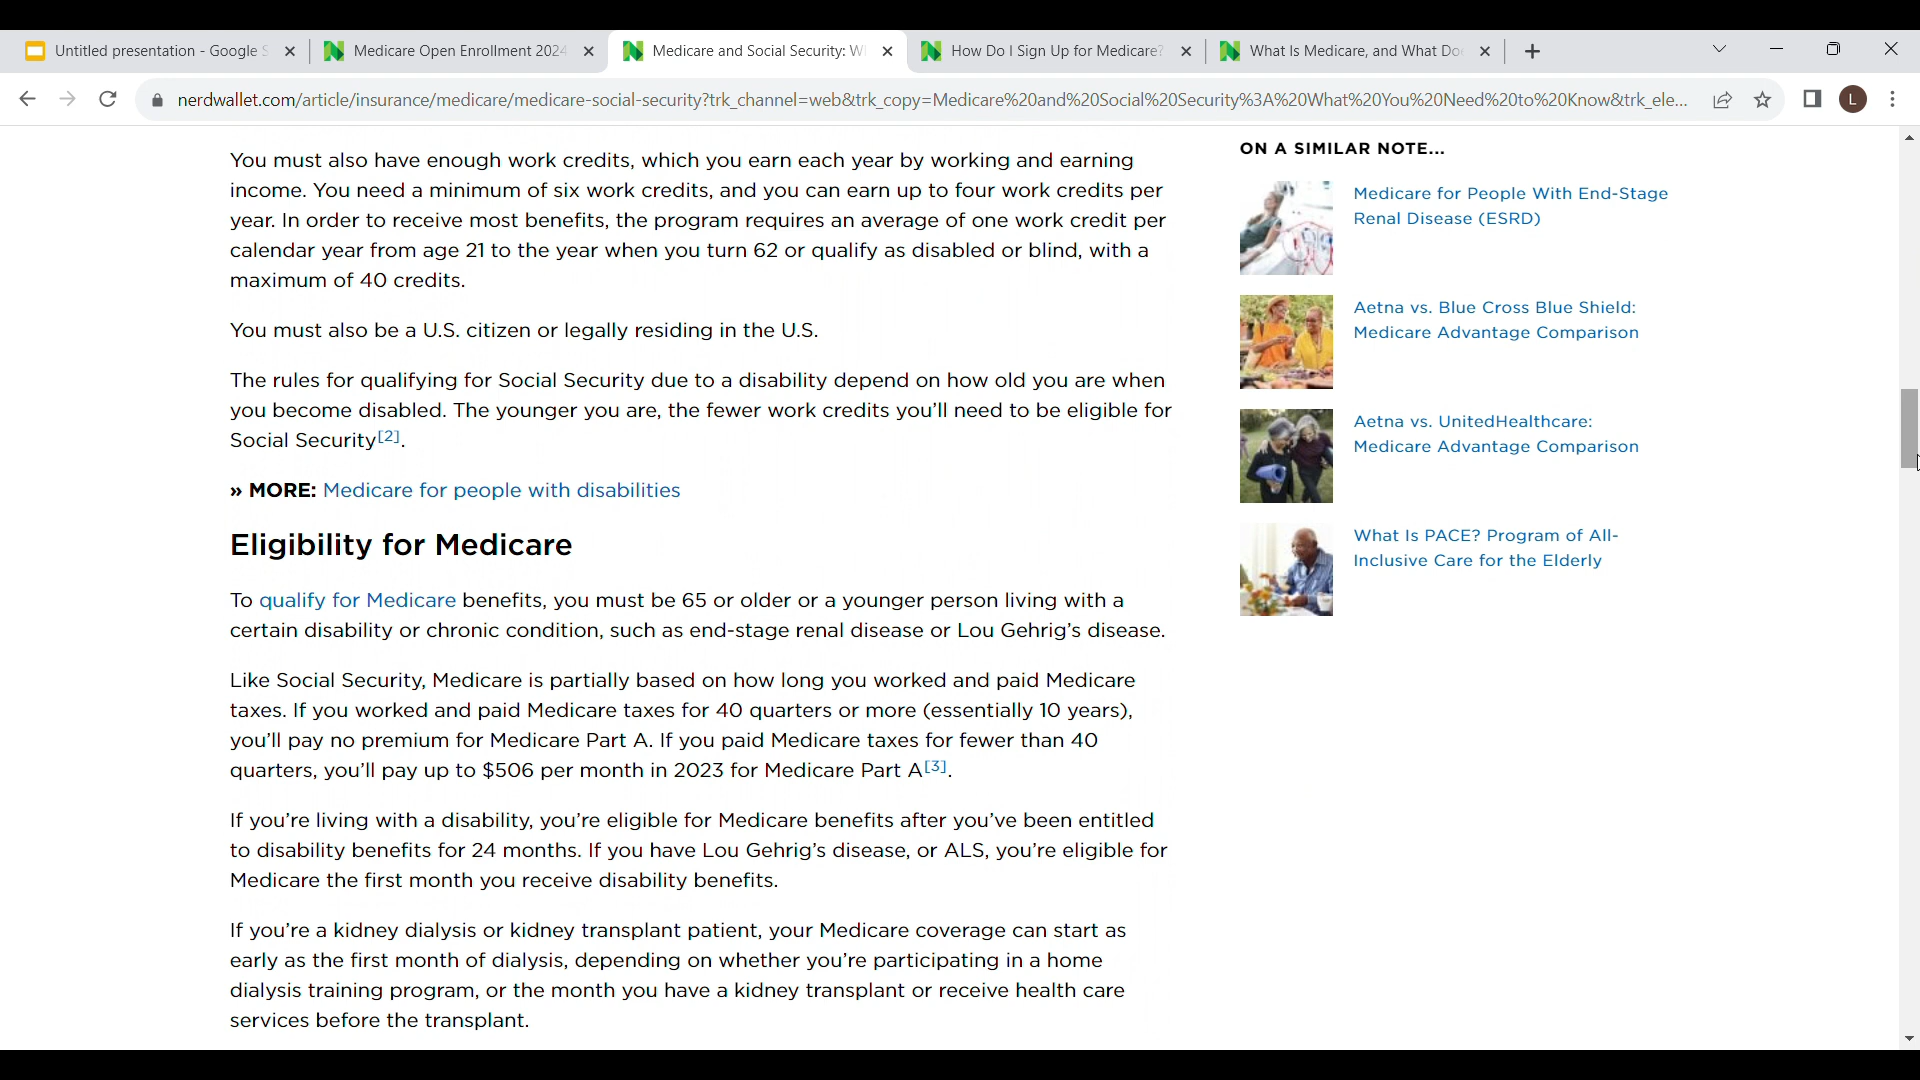 Untitled presentation - Google S
Medicare Open Enrollment 2024
Medicare and Social Security: W
How Do I Sign Up for Medicare?
What Is Medicare, and What Do
nerdwallet.com/article/insurance/medicare/medicare-social-security?trk_channel=web&trk_copy=Medicare%20and%20Social%20Security%3A%20What%20You%20Need%20to%20Know&trk_ele...
L
You must also have enough work credits, which you earn each year by working and earning
income. You need a minimum of six work credits, and you can earn up to four work credits per
year. In order to receive most benefits, the program requires an average of one work credit per
calendar year from age 21 to the year when you turn 62 or qualify as disabled or blind, with a
maximum of 40 credits.
You must also be a U.S. citizen or legally residing in the U.S.
The rules for qualifying for Social Security due to a disability depend on how old you are when
you become disabled. The younger you are, the fewer work credits you’ll need to be eligible for
Social Security[2].
» MORE: Medicare for people with disabilities
Eligibility for Medicare
To qualify for Medicare benefits, you must be 65 or older or a younger person living with a
certain disability or chronic condition, such as end-stage renal disease or Lou Gehrig’s disease.
Like Social Security, Medicare is partially based on how long you worked and paid Medicare
taxes. If you worked and paid Medicare taxes for 40 quarters or more (essentially 10 years),
you’ll pay no premium for Medicare Part A. If you paid Medicare taxes for fewer than 40
quarters, you’ll pay up to $506 per month in 2023 for Medicare Part A[3].
If you’re living with a disability, you’re eligible for Medicare benefits after you’ve been entitled
to disability benefits for 24 months. If you have Lou Gehrig’s disease, or ALS, you’re eligible for
Medicare the first month you receive disability benefits.
If you’re a kidney dialysis or kidney transplant patient, your Medicare coverage can start as
early as the first month of dialysis, depending on whether you’re participating in a home
dialysis training program, or the month you have a kidney transplant or receive health care
services before the transplant.
ON A SIMILAR NOTE...
Medicare for People With End-Stage
Renal Disease (ESRD)
Aetna vs. Blue Cross Blue Shield:
Medicare Advantage Comparison
Aetna vs. UnitedHealthcare:
Medicare Advantage Comparison
What Is PACE? Program of All-
Inclusive Care for the Elderly